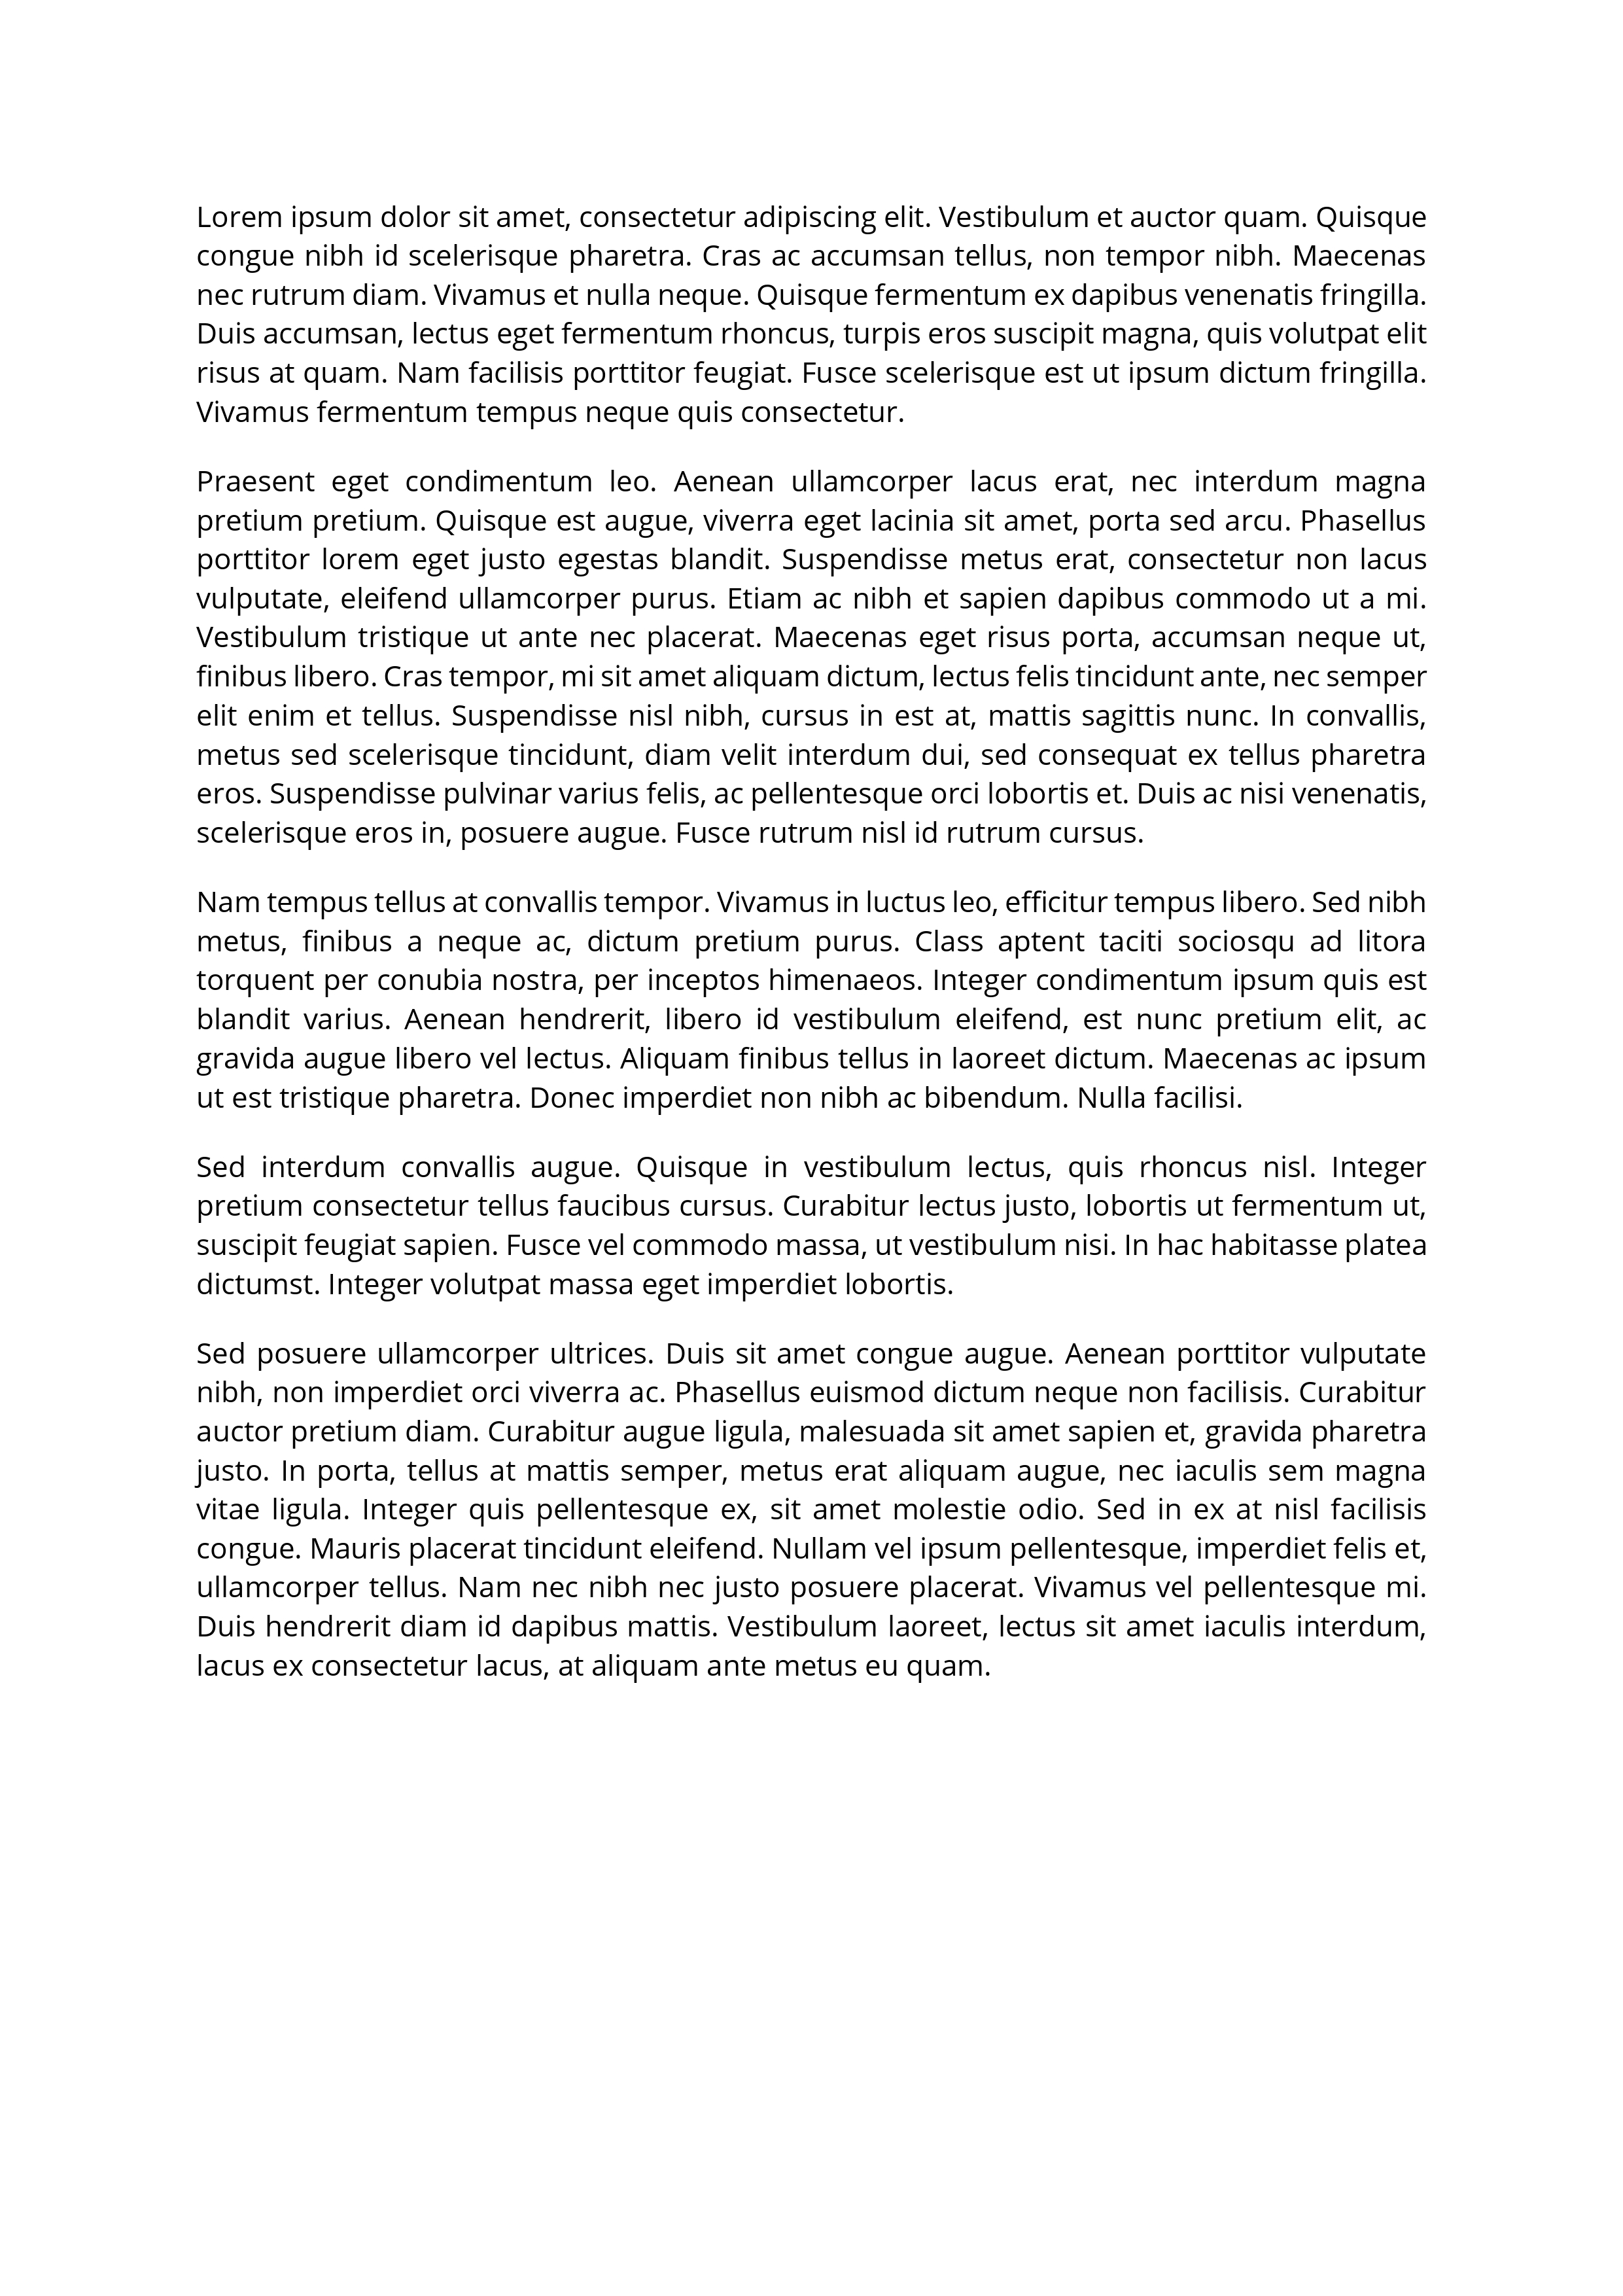 Lorem ipsum dolor sit amet, consectetur adipiscing elit. Vestibulum et auctor quam. Quisque
congue nibh id scelerisque pharetra. Cras ac accumsan tellus, non tempor nibh. Maecenas
nec rutrum diam. Vivamus et nulla neque. Quisque fermentum ex dapibus venenatis fringilla.
Duis accumsan, lectus eget fermentum rhoncus, turpis eros suscipit magna, quis volutpat elit
risus at quam. Nam facilisis porttitor feugiat. Fusce scelerisque est ut ipsum dictum fringilla.
Vivamus fermentum tempus neque quis consectetur.
Praesent eget condimentum leo. Aenean ullamcorper lacus erat, nec interdum magna
pretium pretium. Quisque est augue, viverra eget lacinia sit amet, porta sed arcu. Phasellus
porttitor lorem eget justo egestas blandit. Suspendisse metus erat, consectetur non lacus
vulputate, eleifend ullamcorper purus. Etiam ac nibh et sapien dapibus commodo ut a mi.
Vestibulum tristique ut ante nec placerat. Maecenas eget risus porta, accumsan neque ut,
finibus libero. Cras tempor, mi sit amet aliquam dictum, lectus felis tincidunt ante, nec semper
elit enim et tellus. Suspendisse nisl nibh, cursus in est at, mattis sagittis nunc. In convallis,
metus sed scelerisque tincidunt, diam velit interdum dui, sed consequat ex tellus pharetra
eros. Suspendisse pulvinar varius felis, ac pellentesque orci lobortis et. Duis ac nisi venenatis,
scelerisque eros in, posuere augue. Fusce rutrum nisl id rutrum cursus.
Nam tempus tellus at convallis tempor. Vivamus in luctus leo, efficitur tempus libero. Sed nibh
metus, finibus a neque ac, dictum pretium purus. Class aptent taciti sociosqu ad litora
torquent per conubia nostra, per inceptos himenaeos. Integer condimentum ipsum quis est
blandit varius. Aenean hendrerit, libero id vestibulum eleifend, est nunc pretium elit, ac
gravida augue libero vel lectus. Aliquam finibus tellus in laoreet dictum. Maecenas ac ipsum
ut est tristique pharetra. Donec imperdiet non nibh ac bibendum. Nulla facilisi.
Sed interdum convallis augue. Quisque in vestibulum lectus, quis rhoncus nisl. Integer
pretium consectetur tellus faucibus cursus. Curabitur lectus justo, lobortis ut fermentum ut,
suscipit feugiat sapien. Fusce vel commodo massa, ut vestibulum nisi. In hac habitasse platea
dictumst. Integer volutpat massa eget imperdiet lobortis.
Sed posuere ullamcorper ultrices. Duis sit amet congue augue. Aenean porttitor vulputate
nibh, non imperdiet orci viverra ac. Phasellus euismod dictum neque non facilisis. Curabitur
auctor pretium diam. Curabitur augue ligula, malesuada sit amet sapien et, gravida pharetra
justo. In porta, tellus at mattis semper, metus erat aliquam augue, nec iaculis sem magna
vitae ligula. Integer quis pellentesque ex, sit amet molestie odio. Sed in ex at nisl facilisis
congue. Mauris placerat tincidunt eleifend. Nullam vel ipsum pellentesque, imperdiet felis et,
ullamcorper tellus. Nam nec nibh nec justo posuere placerat. Vivamus vel pellentesque mi.
Duis hendrerit diam id dapibus mattis. Vestibulum laoreet, lectus sit amet iaculis interdum,
lacus ex consectetur lacus, at aliquam ante metus eu quam.